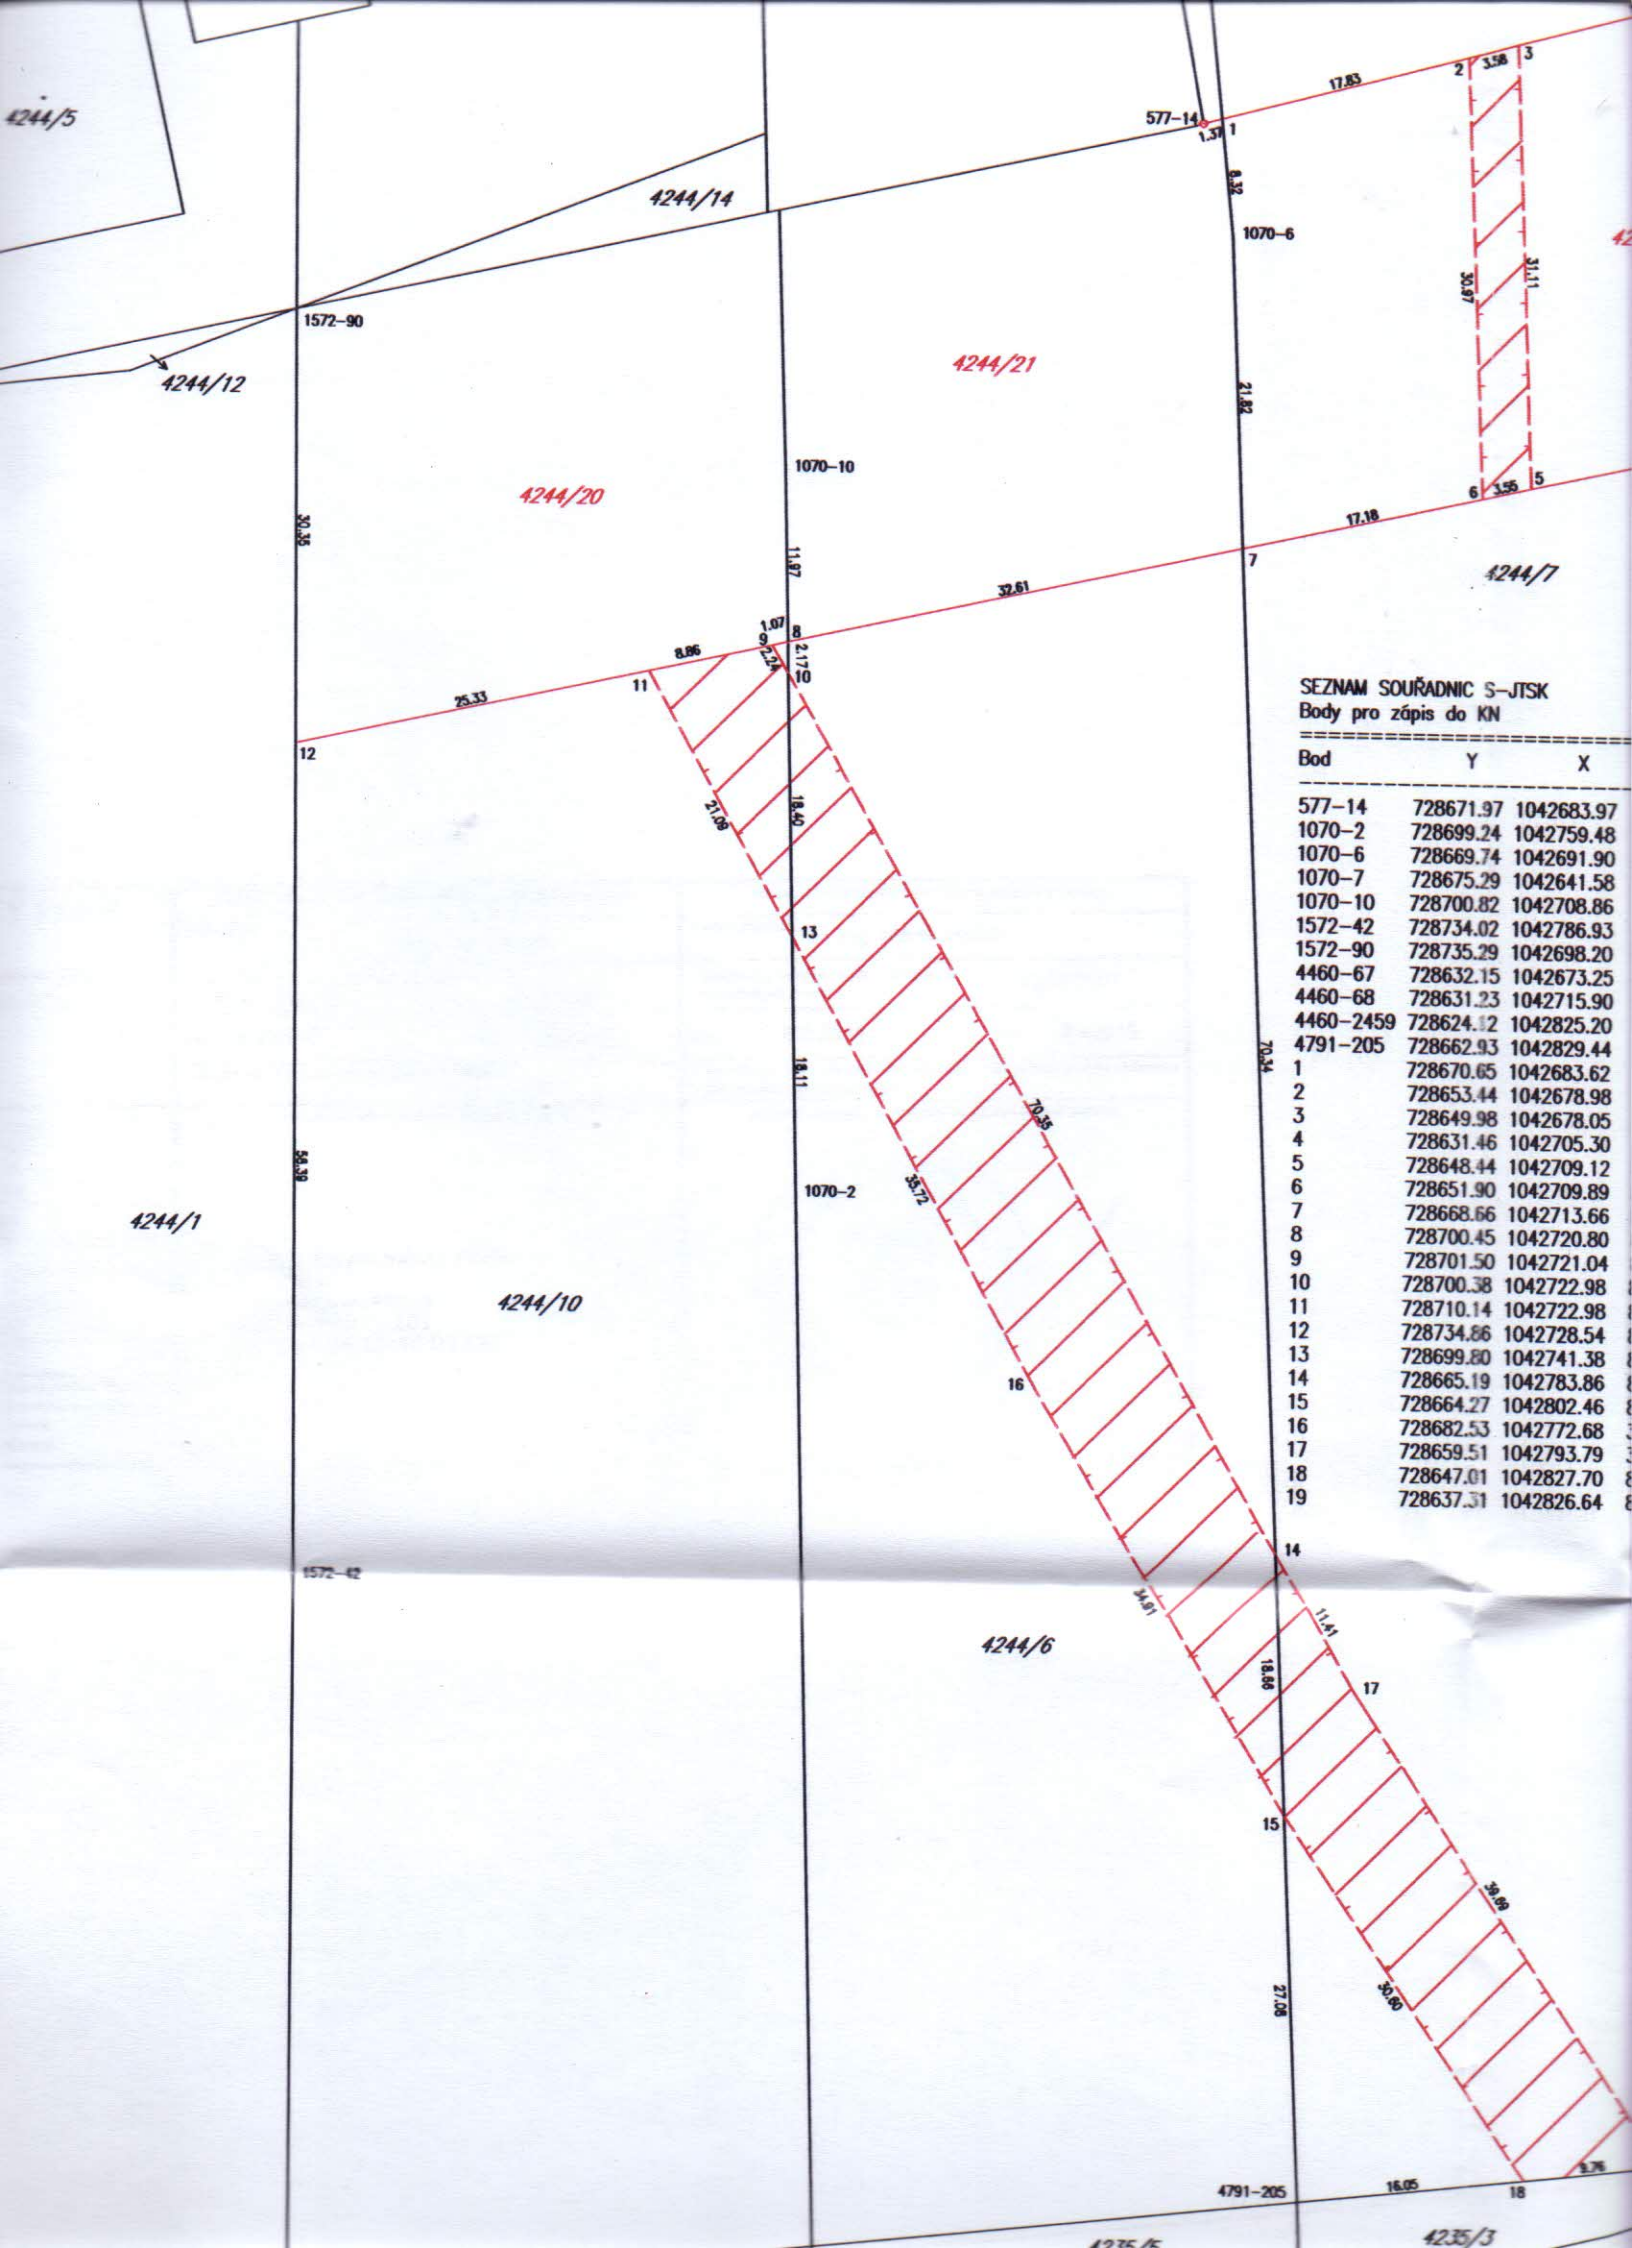 4244/5
2
3.58
3
17.83
577-14
1.37
1
4244/14
8.32
1070-6
42
30.97
31.11
1572-90
4244/12
4244/21
21.82
1070-10
4244/20
30.35
6
3.55
5
17.18
11.97
7
4244/7
32.61
1.07
8
9
2.24
2.17
10
8.86
11
25.33
12
SEZNAM SOUŘADNIC S-JTSK
Body pro zápis do KN
==========================
Bod Y X
--------------------------
577-14 728671.97 1042683.97
1070-2 728699.24 1042759.48
1070-6 728669.74 1042691.90
1070-7 728675.29 1042641.58
1070-10 728700.82 1042708.86
1572-42 728734.02 1042786.93
1572-90 728735.29 1042698.20
4460-67 728632.15 1042673.25
4460-68 728631.23 1042715.90
4460-2459 728624.12 1042825.20
4791-205 728662.93 1042829.44
1 728670.65 1042683.62
2 728653.44 1042678.98
3 728649.98 1042678.05
4 728631.46 1042705.30
5 728648.44 1042709.12
6 728651.90 1042709.89
7 728668.66 1042713.66
8 728700.45 1042720.80
9 728701.50 1042721.04
10 728700.38 1042722.98
11 728710.14 1042722.98
12 728734.86 1042728.54
13 728699.80 1042741.38
14 728665.19 1042783.86
15 728664.27 1042802.46
16 728682.53 1042772.68
17 728659.51 1042793.79
18 728647.01 1042827.70
19 728637.31 1042826.64
21.09
18.40
13
18.11
70.34
70.35
58.39
35.72
1070-2
4244/1
4244/10
16
14
1572-42
34.91
11.41
4244/6
18.66
17
15
39.69
27.08
30.60
4791-205
16.05
18
9.76
4235/5
4235/3